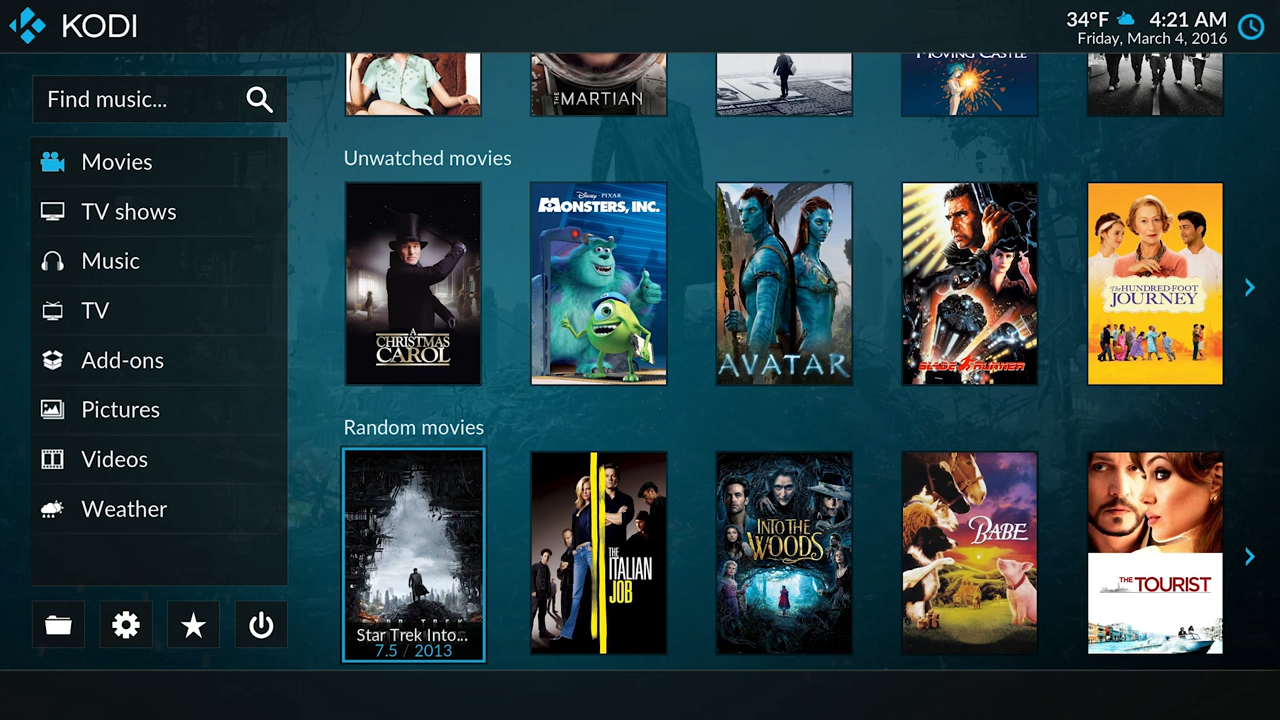 KODI
34°F 4:21 AM
Friday, March 4, 2016
Find music...
Movies
TV shows
Music
TV
Add-ons
Pictures
Videos
Weather
THE MARTIAN
MOVING CASTLE
Unwatched movies
A CHRISTMAS CAROL
Disney · PIXAR
MONSTERS, INC.
AVATAR
BLADE RUNNER
THE HUNDRED-FOOT
JOURNEY
Random movies
STAR TREK
Star Trek Into...
7.5 / 2013
THE
ITALIAN
JOB
INTO THE
WOODS
BABE
THE TOURIST